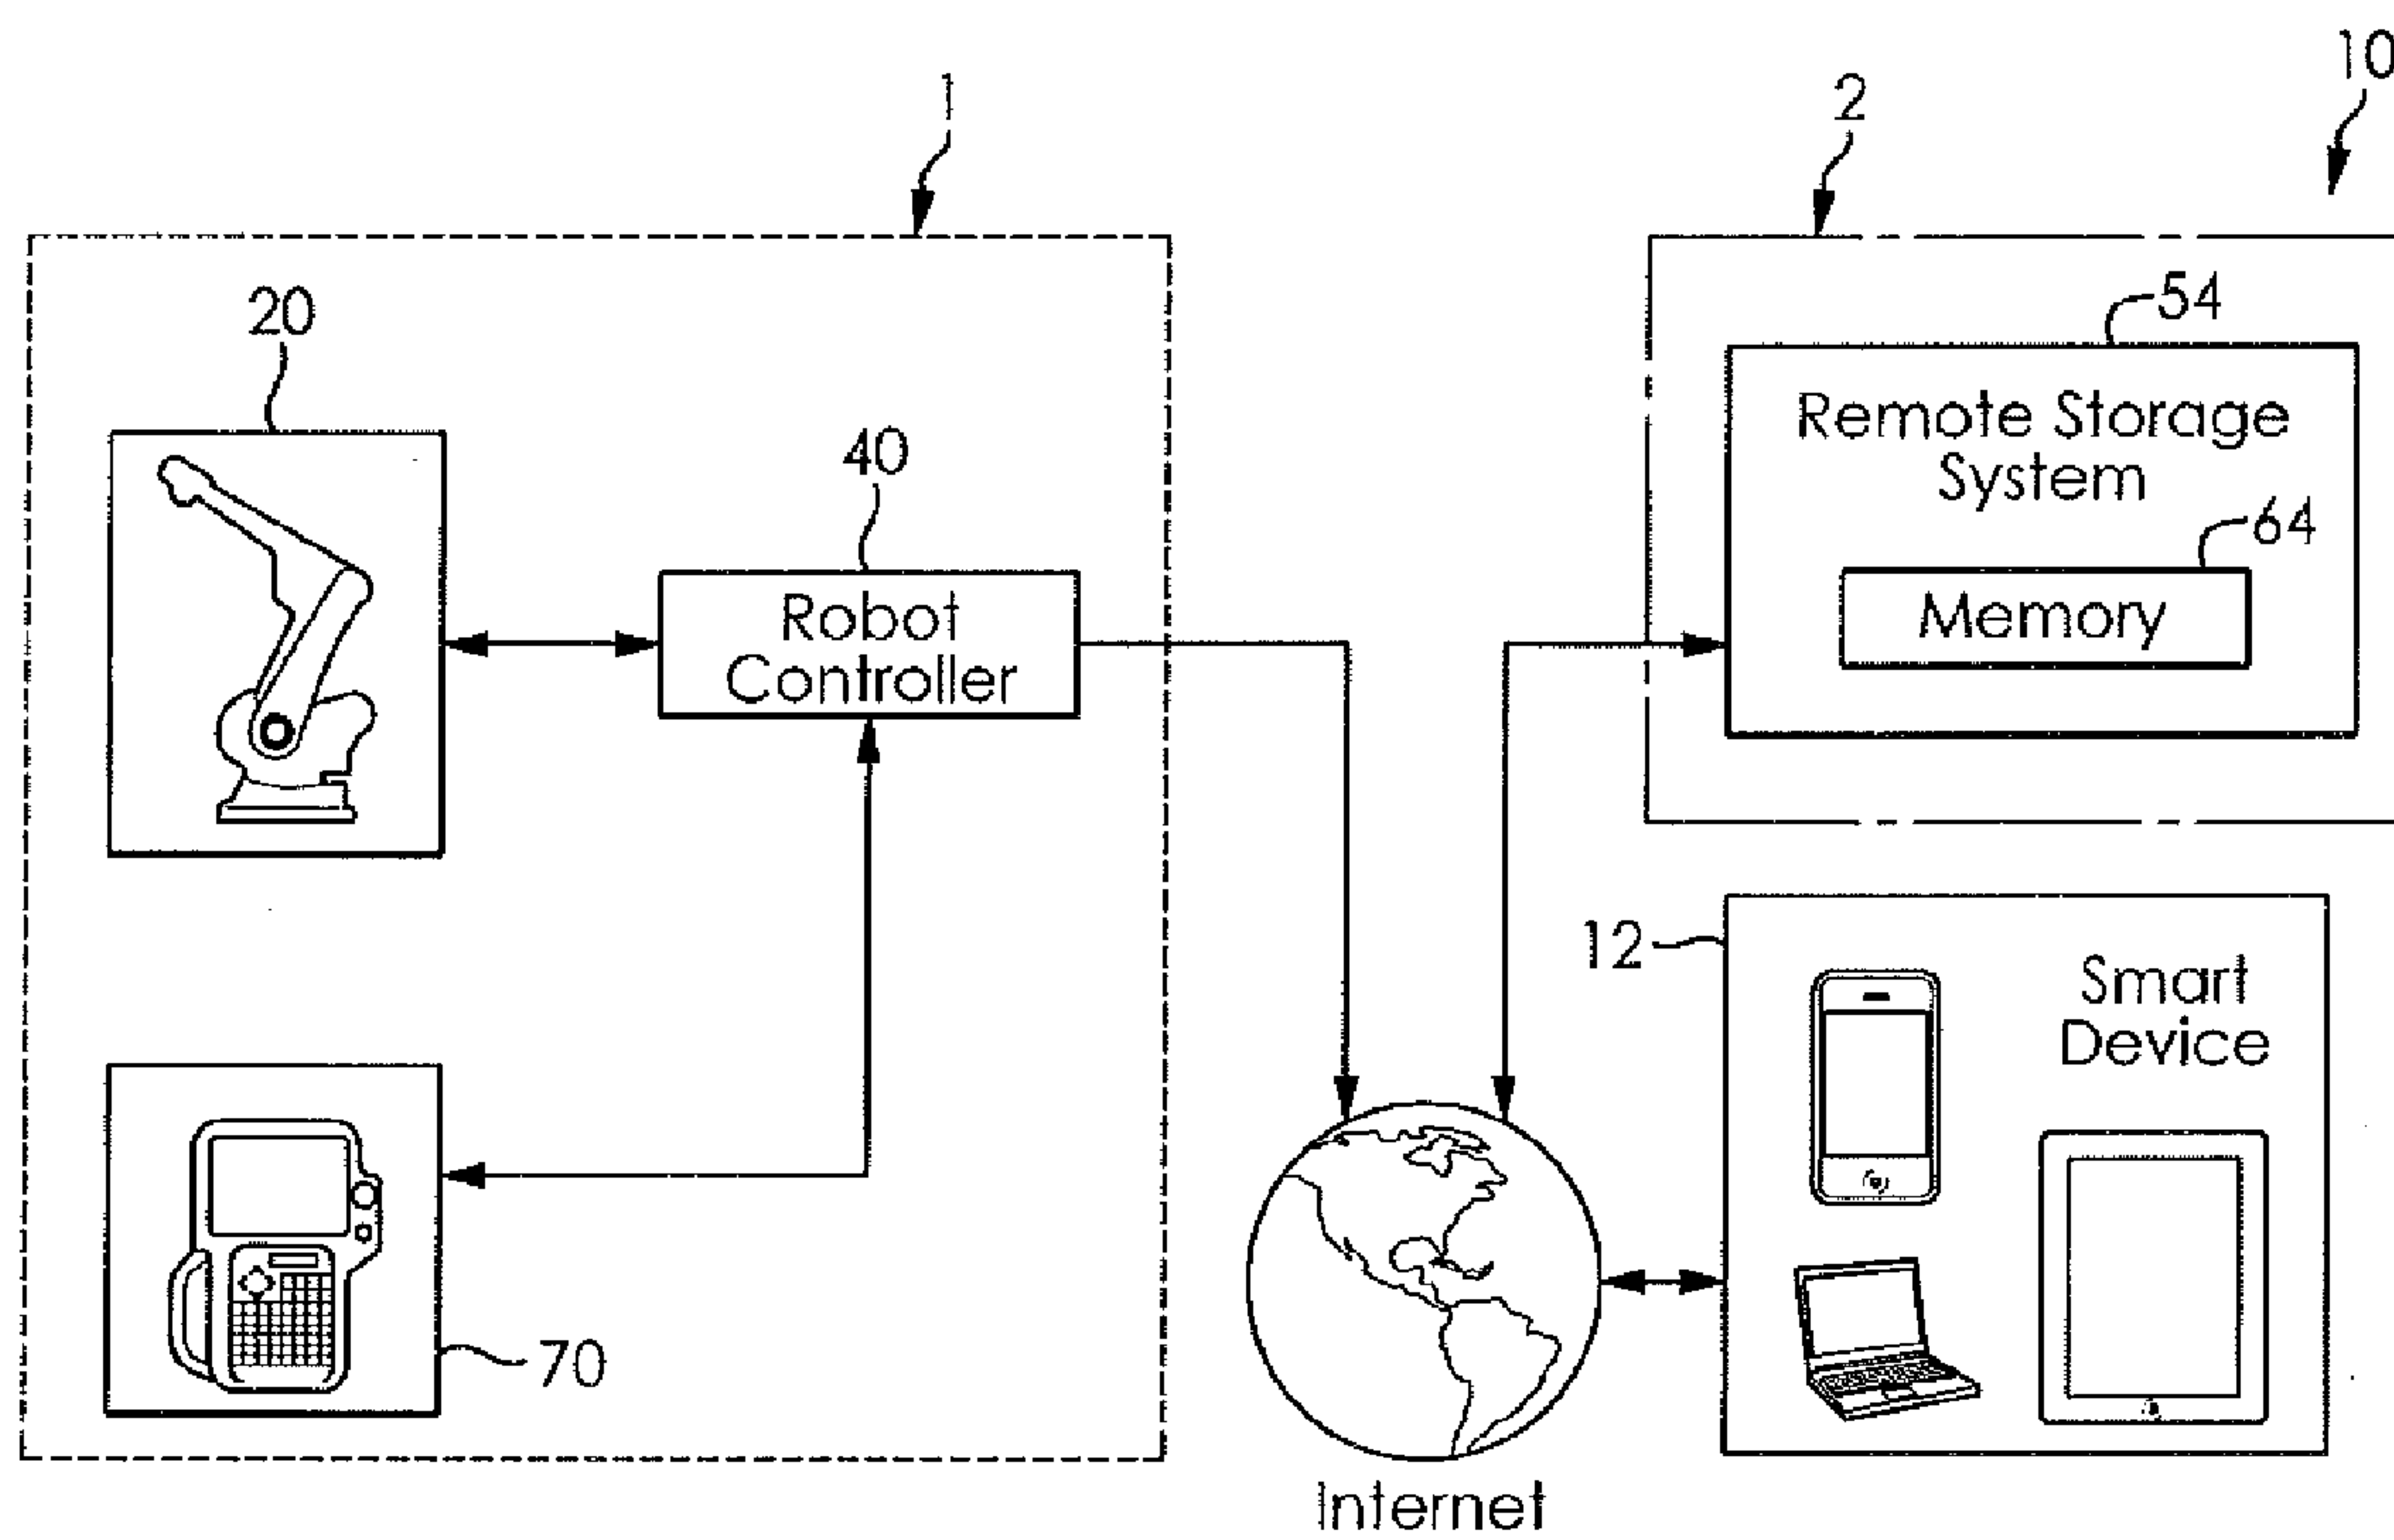 1
2
10
20
40
Robot
Controller
54
Remote Storage
System
64
Memory
12
Smart
Device
70
Internet